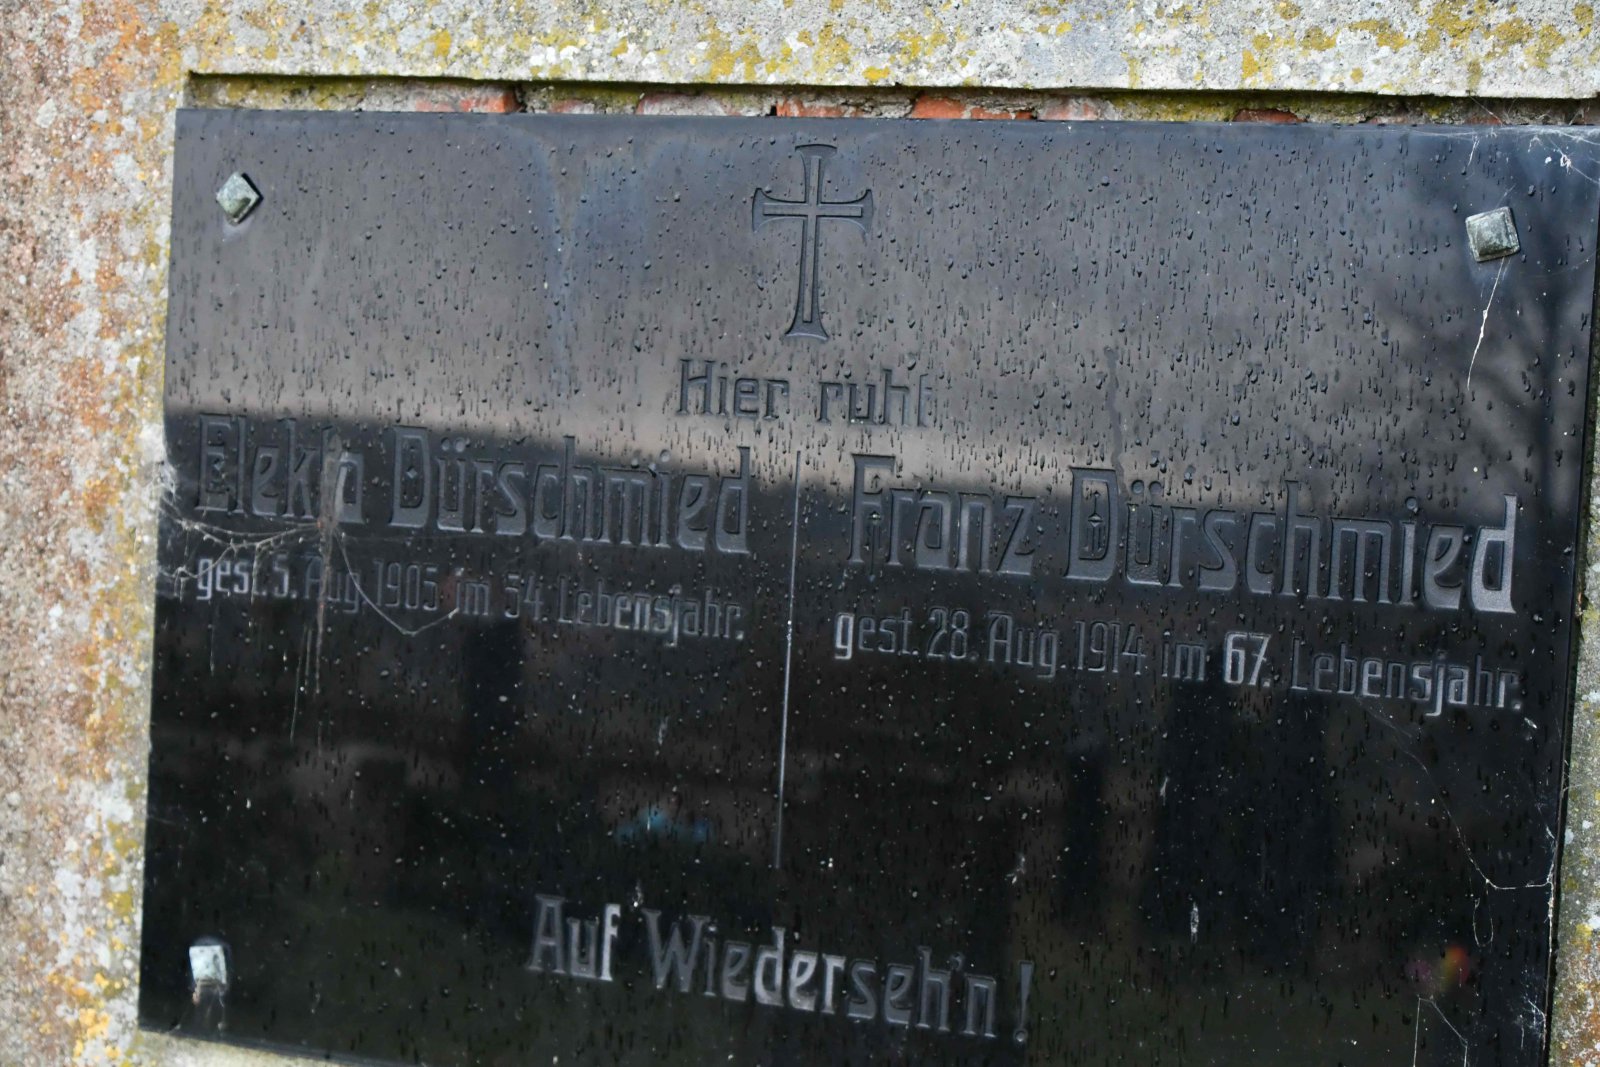 Hier ruht
Elekta Dürschmied
gest. 5. Aug 1905 im 54. Lebensjahr.
Franz Dürschmied
gest. 28. Aug 1914 im 67. Lebensjahr.
Auf Wiederseh'n!